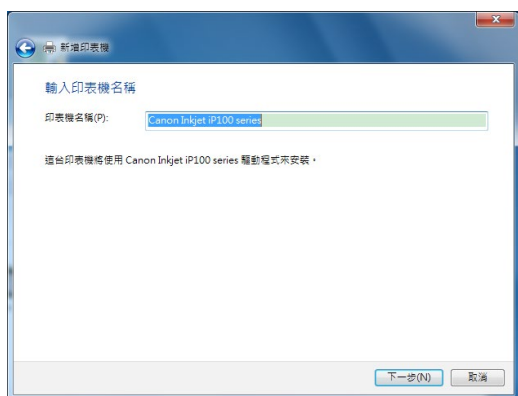 新增印表機
輸入印表機名稱
印表機名稱(P): Canon Inkjet iP100 series
這台印表機將使用 Canon Inkjet iP100 series 驅動程式來安裝。
下一步(N) 取消